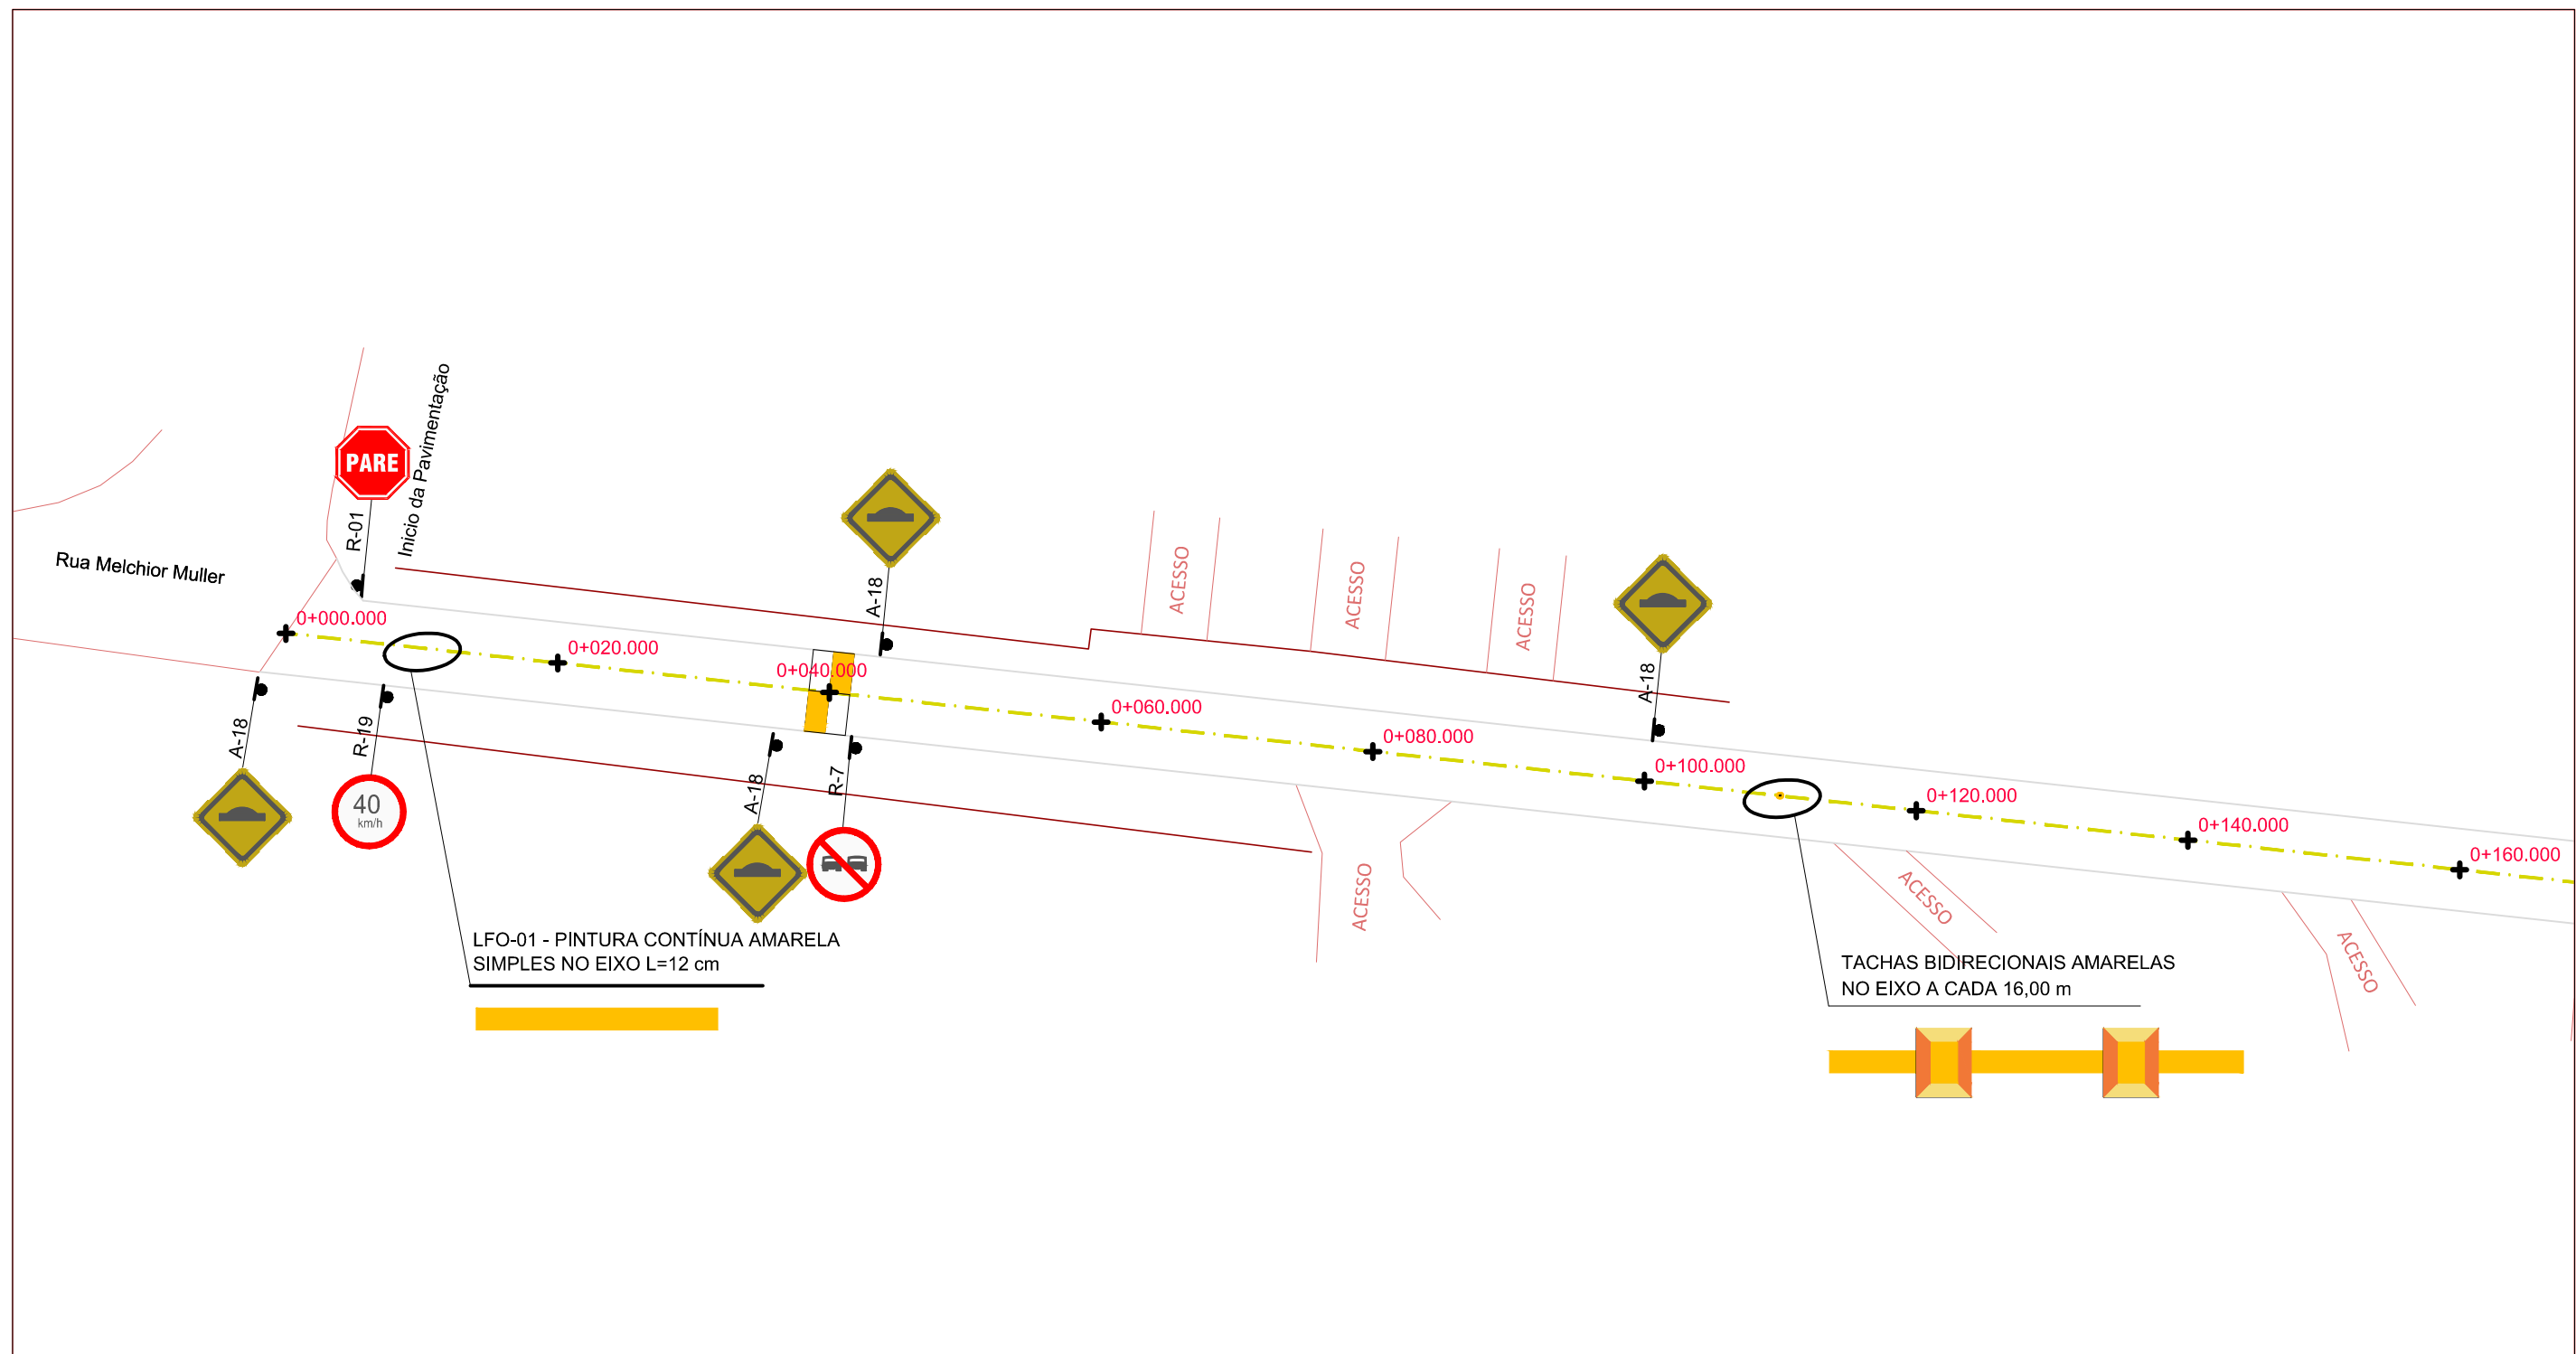 Inicio da Pavimentação
PARE
R-01
Rua Melchior Muller
A-18
A-18
ACESSO
ACESSO
ACESSO
0+000.000
0+020.000
0+040.000
0+060.000
0+080.000
0+100.000
0+120.000
0+140.000
0+160.000
A-18
R-19
A-18
R-7
40
km/h
ACESSO
ACESSO
ACESSO
LFO-01 - PINTURA CONTÍNUA AMARELA
SIMPLES NO EIXO L=12 cm
TACHAS BIDIRECIONAIS AMARELAS
NO EIXO A CADA 16,00 m